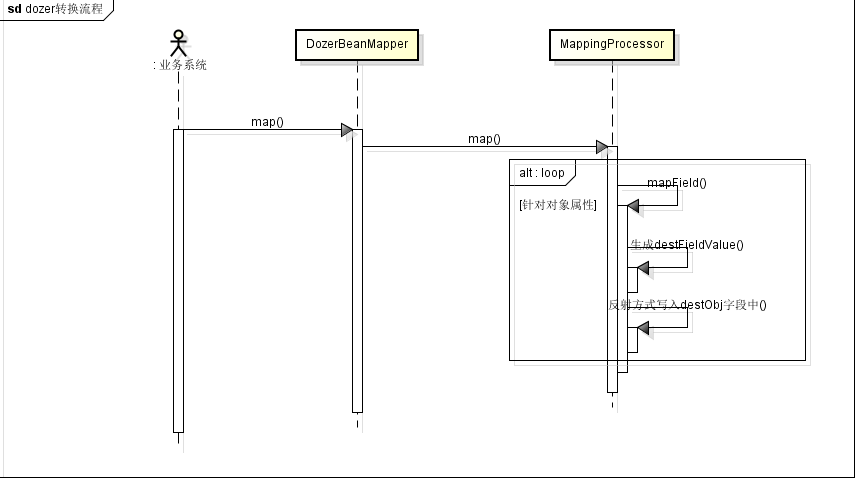 sd dozer转换流程
: 业务系统
DozerBeanMapper
MappingProcessor
map()
map()
alt : loop
mapField()
[针对对象属性]
生成destFieldValue()
反射方式写入destObj字段中()